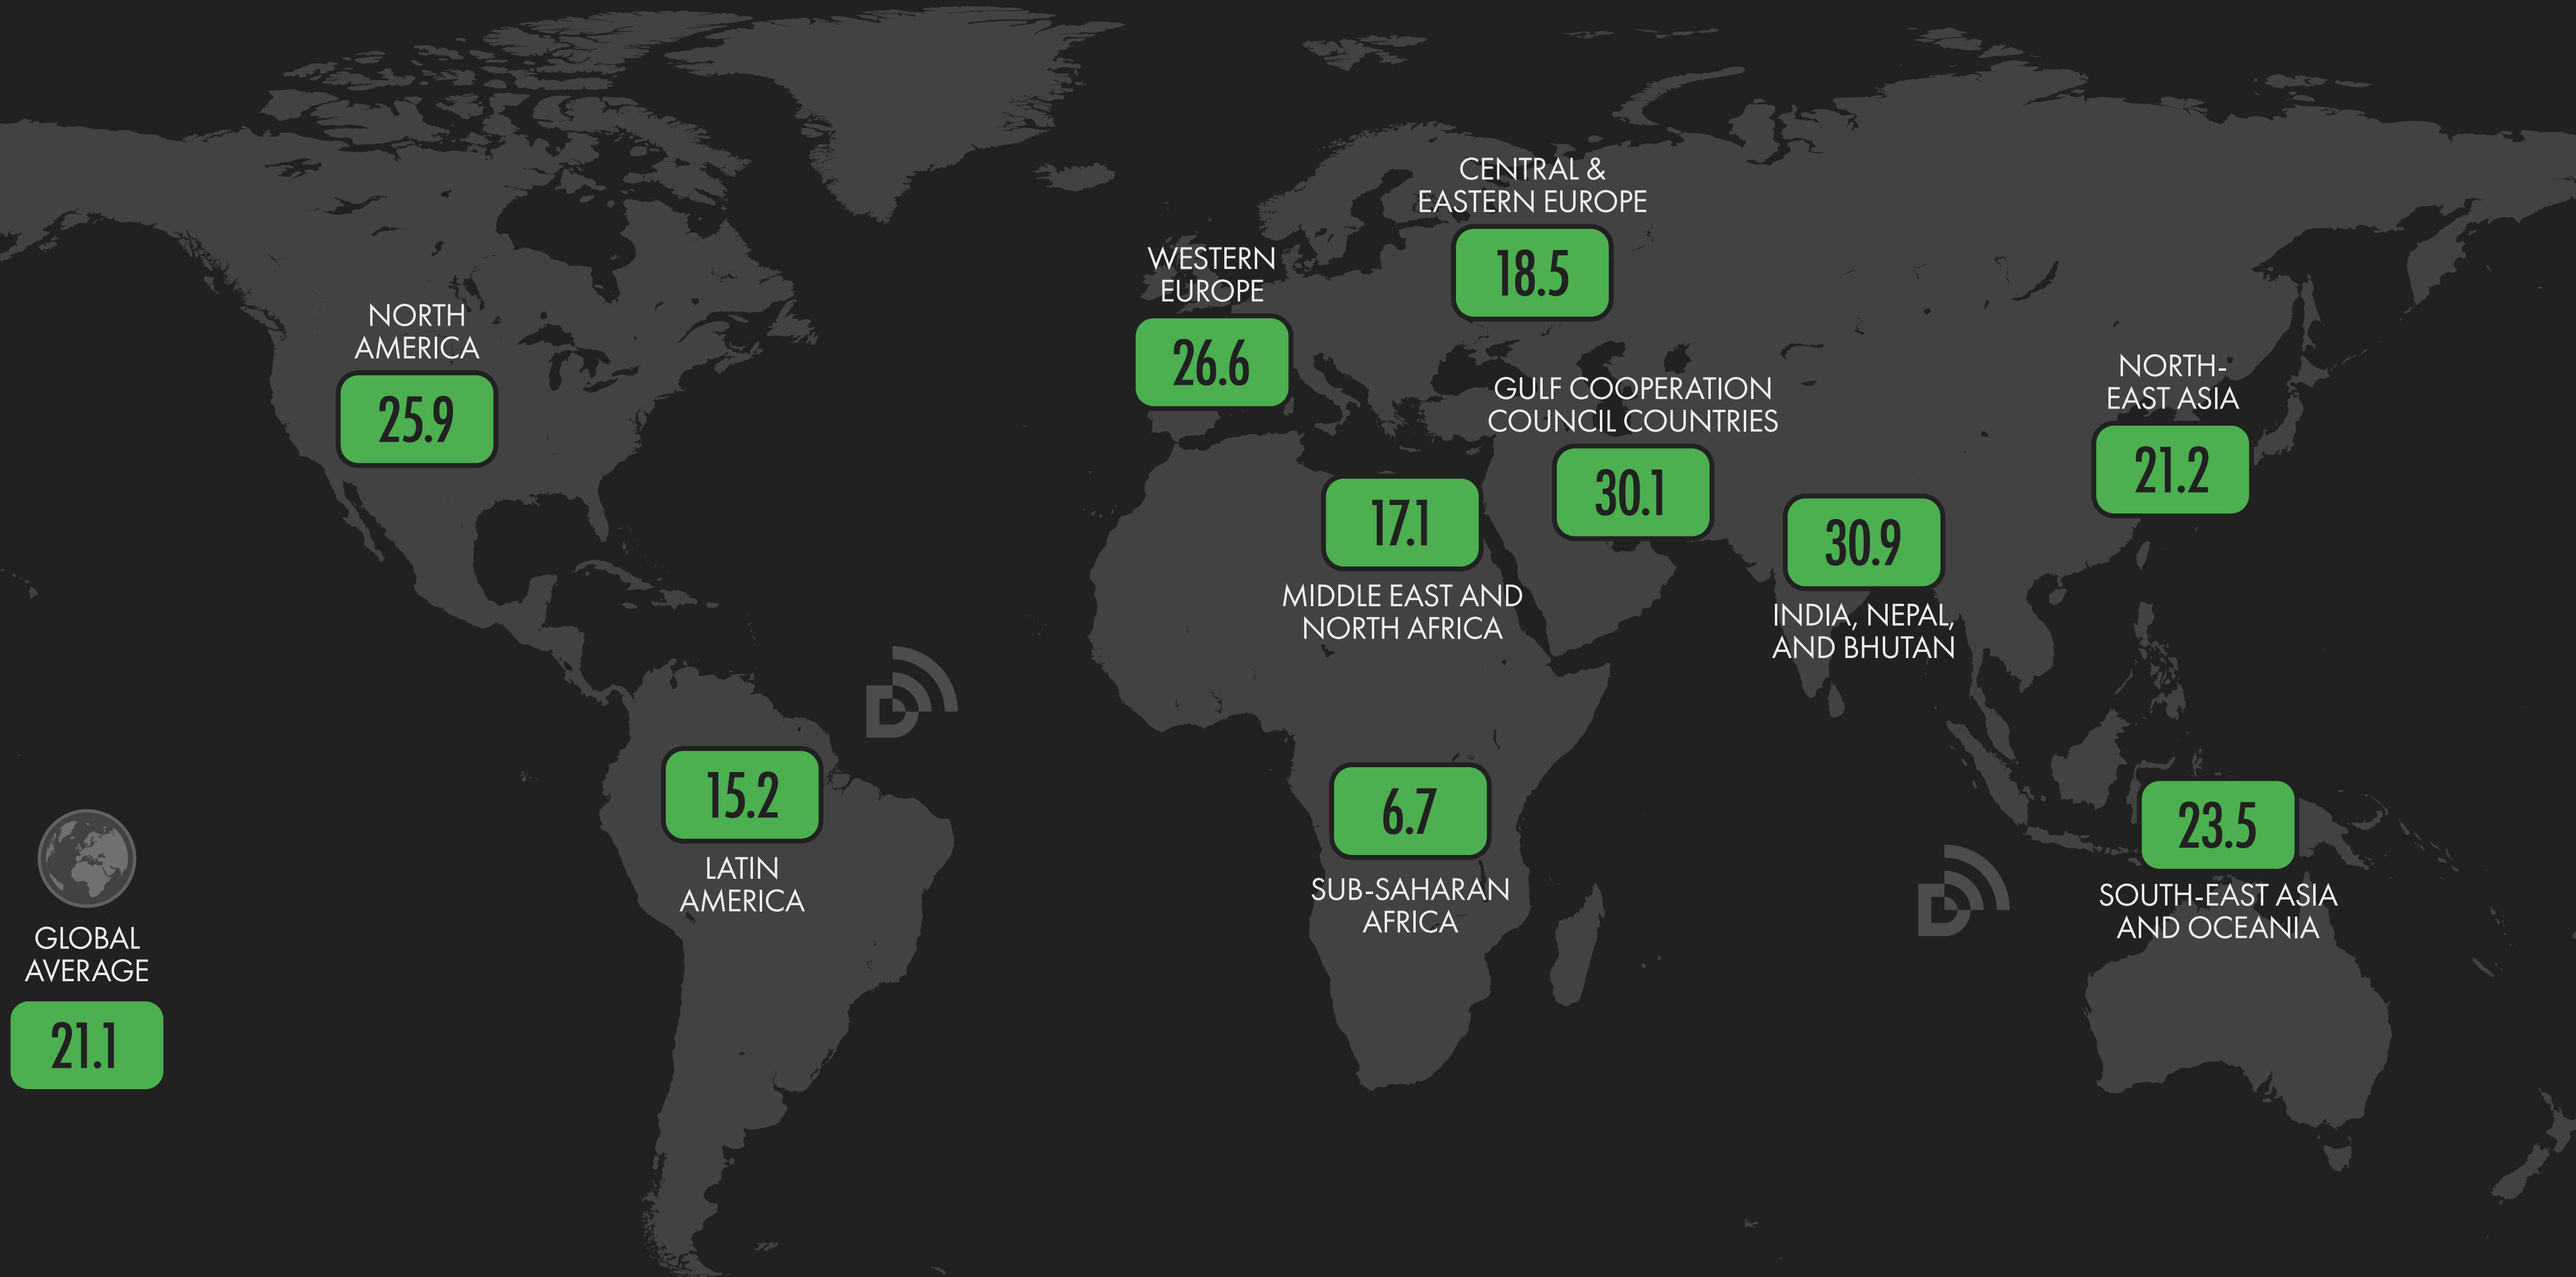 CENTRAL &
EASTERN EUROPE
18.5
WESTERN
EUROPE
26.6
NORTH
AMERICA
25.9
NORTH-
EAST ASIA
21.2
GULF COOPERATION
COUNCIL COUNTRIES
30.1
17.1
MIDDLE EAST AND
NORTH AFRICA
30.9
INDIA, NEPAL,
AND BHUTAN
15.2
LATIN
AMERICA
6.7
SUB-SAHARAN
AFRICA
23.5
SOUTH-EAST ASIA
AND OCEANIA
GLOBAL
AVERAGE
21.1